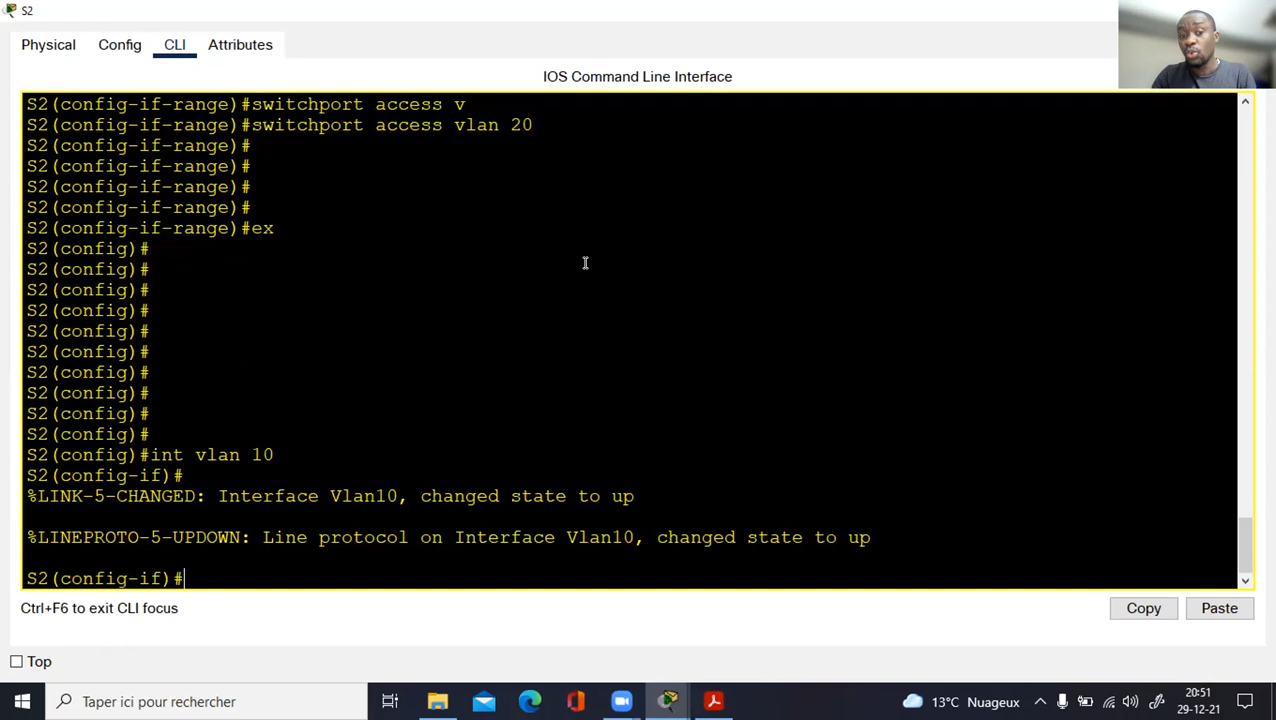 S2
Physical Config CLI Attributes
IOS Command Line Interface
S2(config-if-range)#switchport access v
S2(config-if-range)#switchport access vlan 20
S2(config-if-range)#
S2(config-if-range)#
S2(config-if-range)#
S2(config-if-range)#
S2(config-if-range)#ex
S2(config)#
S2(config)#
S2(config)#
S2(config)#
S2(config)#
S2(config)#
S2(config)#
S2(config)#
S2(config)#
S2(config)#
S2(config)#int vlan 10
S2(config-if)#
%LINK-5-CHANGED: Interface Vlan10, changed state to up
%LINEPROTO-5-UPDOWN: Line protocol on Interface Vlan10, changed state to up
S2(config-if)#
Ctrl+F6 to exit CLI focus
Copy Paste
Top
Taper ici pour rechercher
13°C Nuageux
20:51
29-12-21